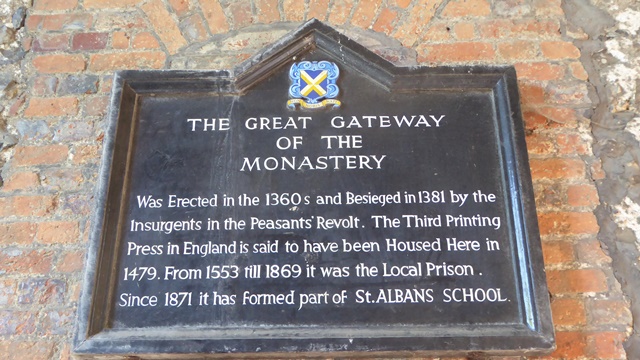 THE GREAT GATEWAY
OF THE
MONASTERY
Was Erected in the 1360s and Besieged in 1381 by the
Insurgents in the Peasants' Revolt. The Third Printing
Press in England is said to have been Housed Here in
1479. From 1553 till 1869 it was the Local Prison.
Since 1871 it has formed part of St. ALBANS SCHOOL.